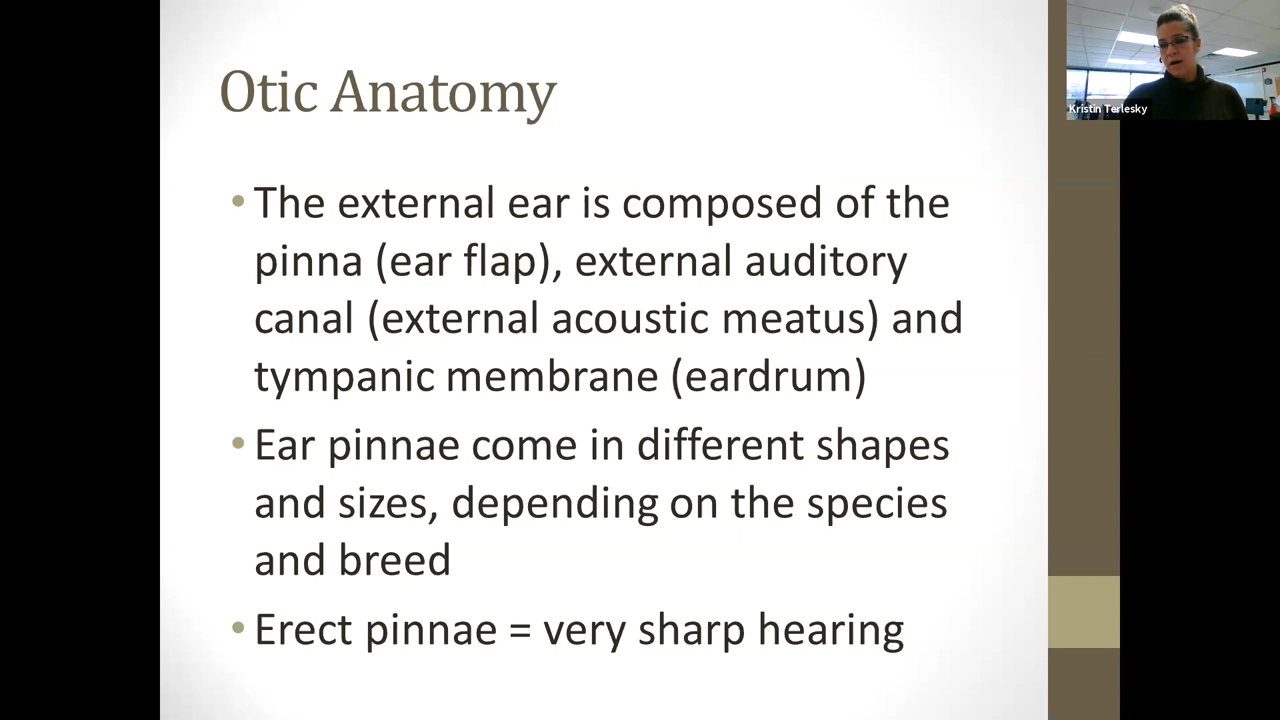 Otic Anatomy
Kristin Terlesky
• The external ear is composed of the
pinna (ear flap), external auditory
canal (external acoustic meatus) and
tympanic membrane (eardrum)
• Ear pinnae come in different shapes
and sizes, depending on the species
and breed
• Erect pinnae = very sharp hearing